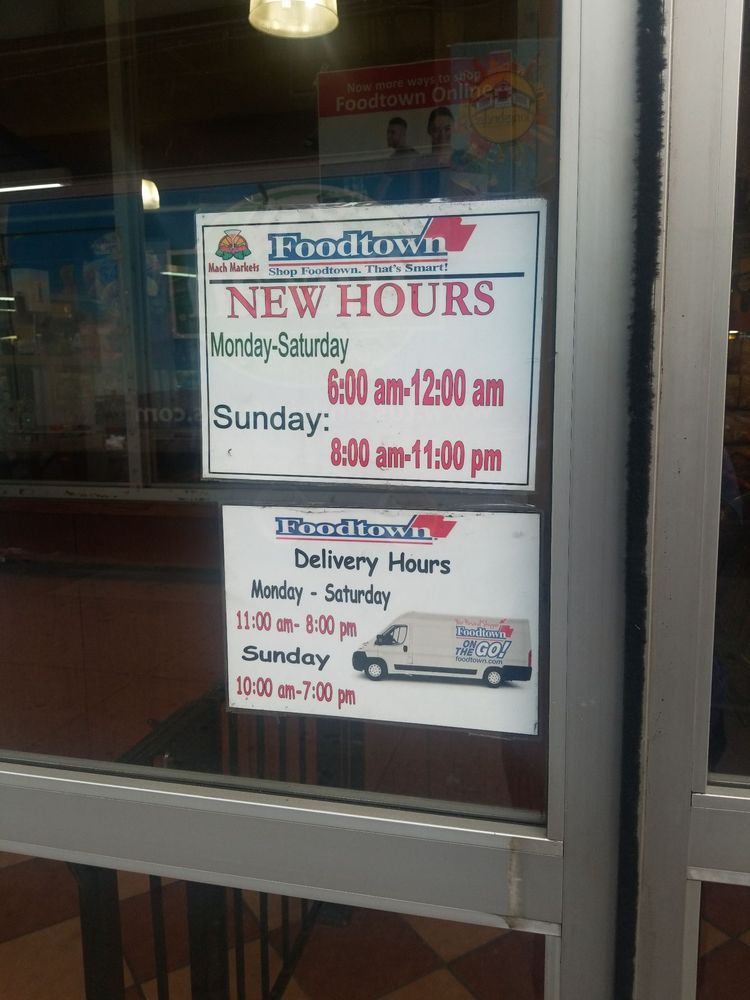 Now more ways to shop
Foodtown Online
Mach Markets
Foodtown
Shop Foodtown. That's Smart!
NEW HOURS
Monday-Saturday
6:00 am-12:00 am
Sunday:
8:00 am-11:00 pm
Foodtown
Delivery Hours
Monday - Saturday
11:00 am- 8:00 pm
Sunday
10:00 am-7:00 pm
Foodtown
ON
THE GO!
foodtown.com